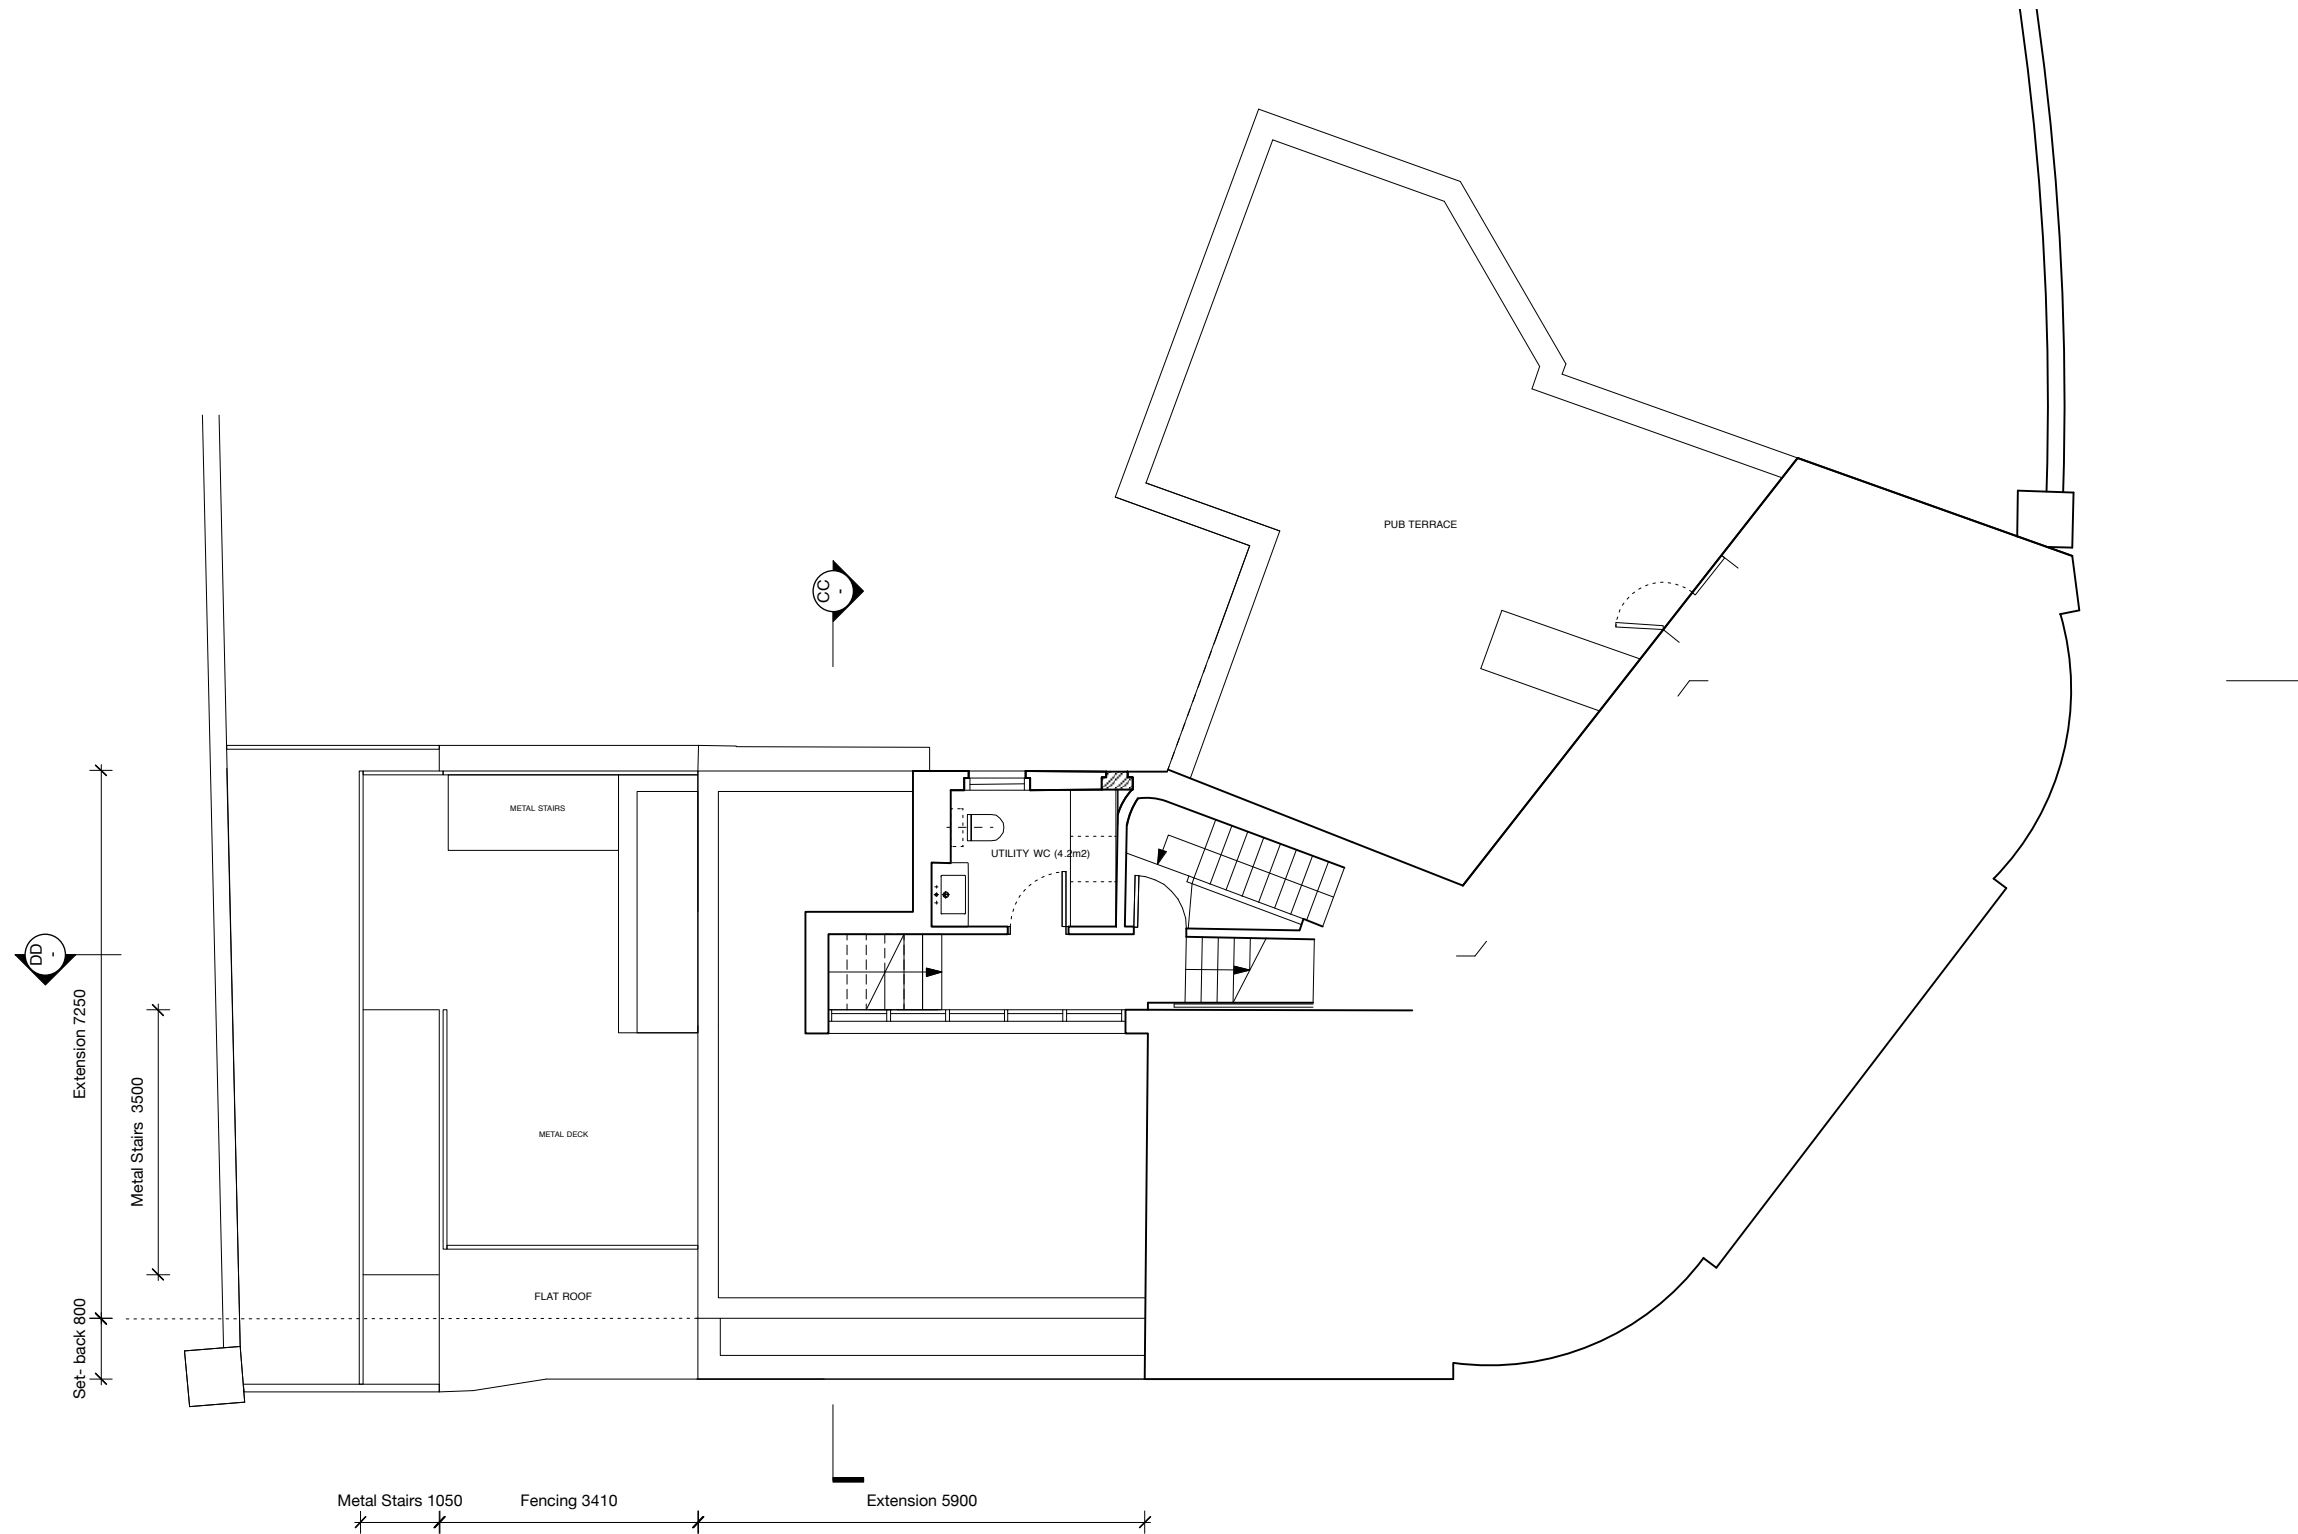 PUB TERRACE
CC
-
METAL STAIRS
UTILITY WC (4.2m2)
DD
-
Extension 7250
Metal Stairs 3500
METAL DECK
FLAT ROOF
Set- back 800
Metal Stairs 1050
Fencing 3410
Extension 5900